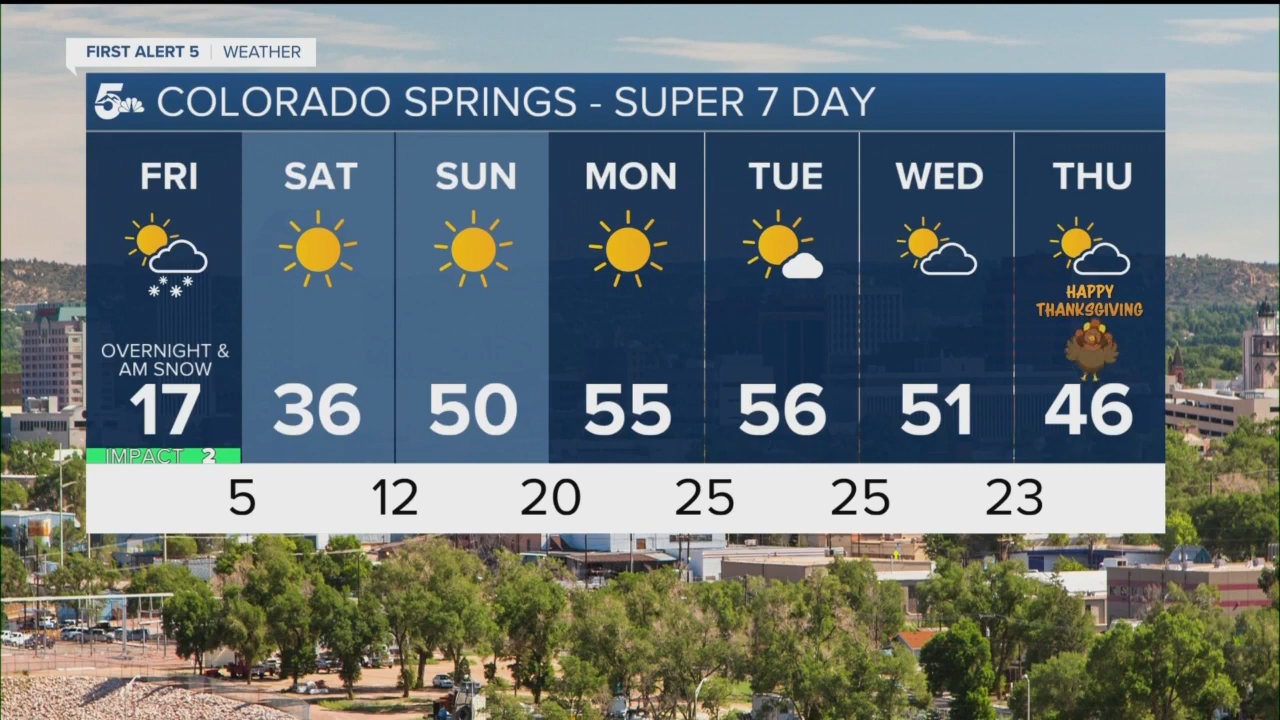 FIRST ALERT 5 WEATHER
5 COLORADO SPRINGS - SUPER 7 DAY
FRI SAT SUN MON TUE WED THU
HAPPY
THANKSGIVING
OVERNIGHT &
AM SNOW
17 36 50 55 56 51 46
IMPACT 2
5 12 20 25 25 23